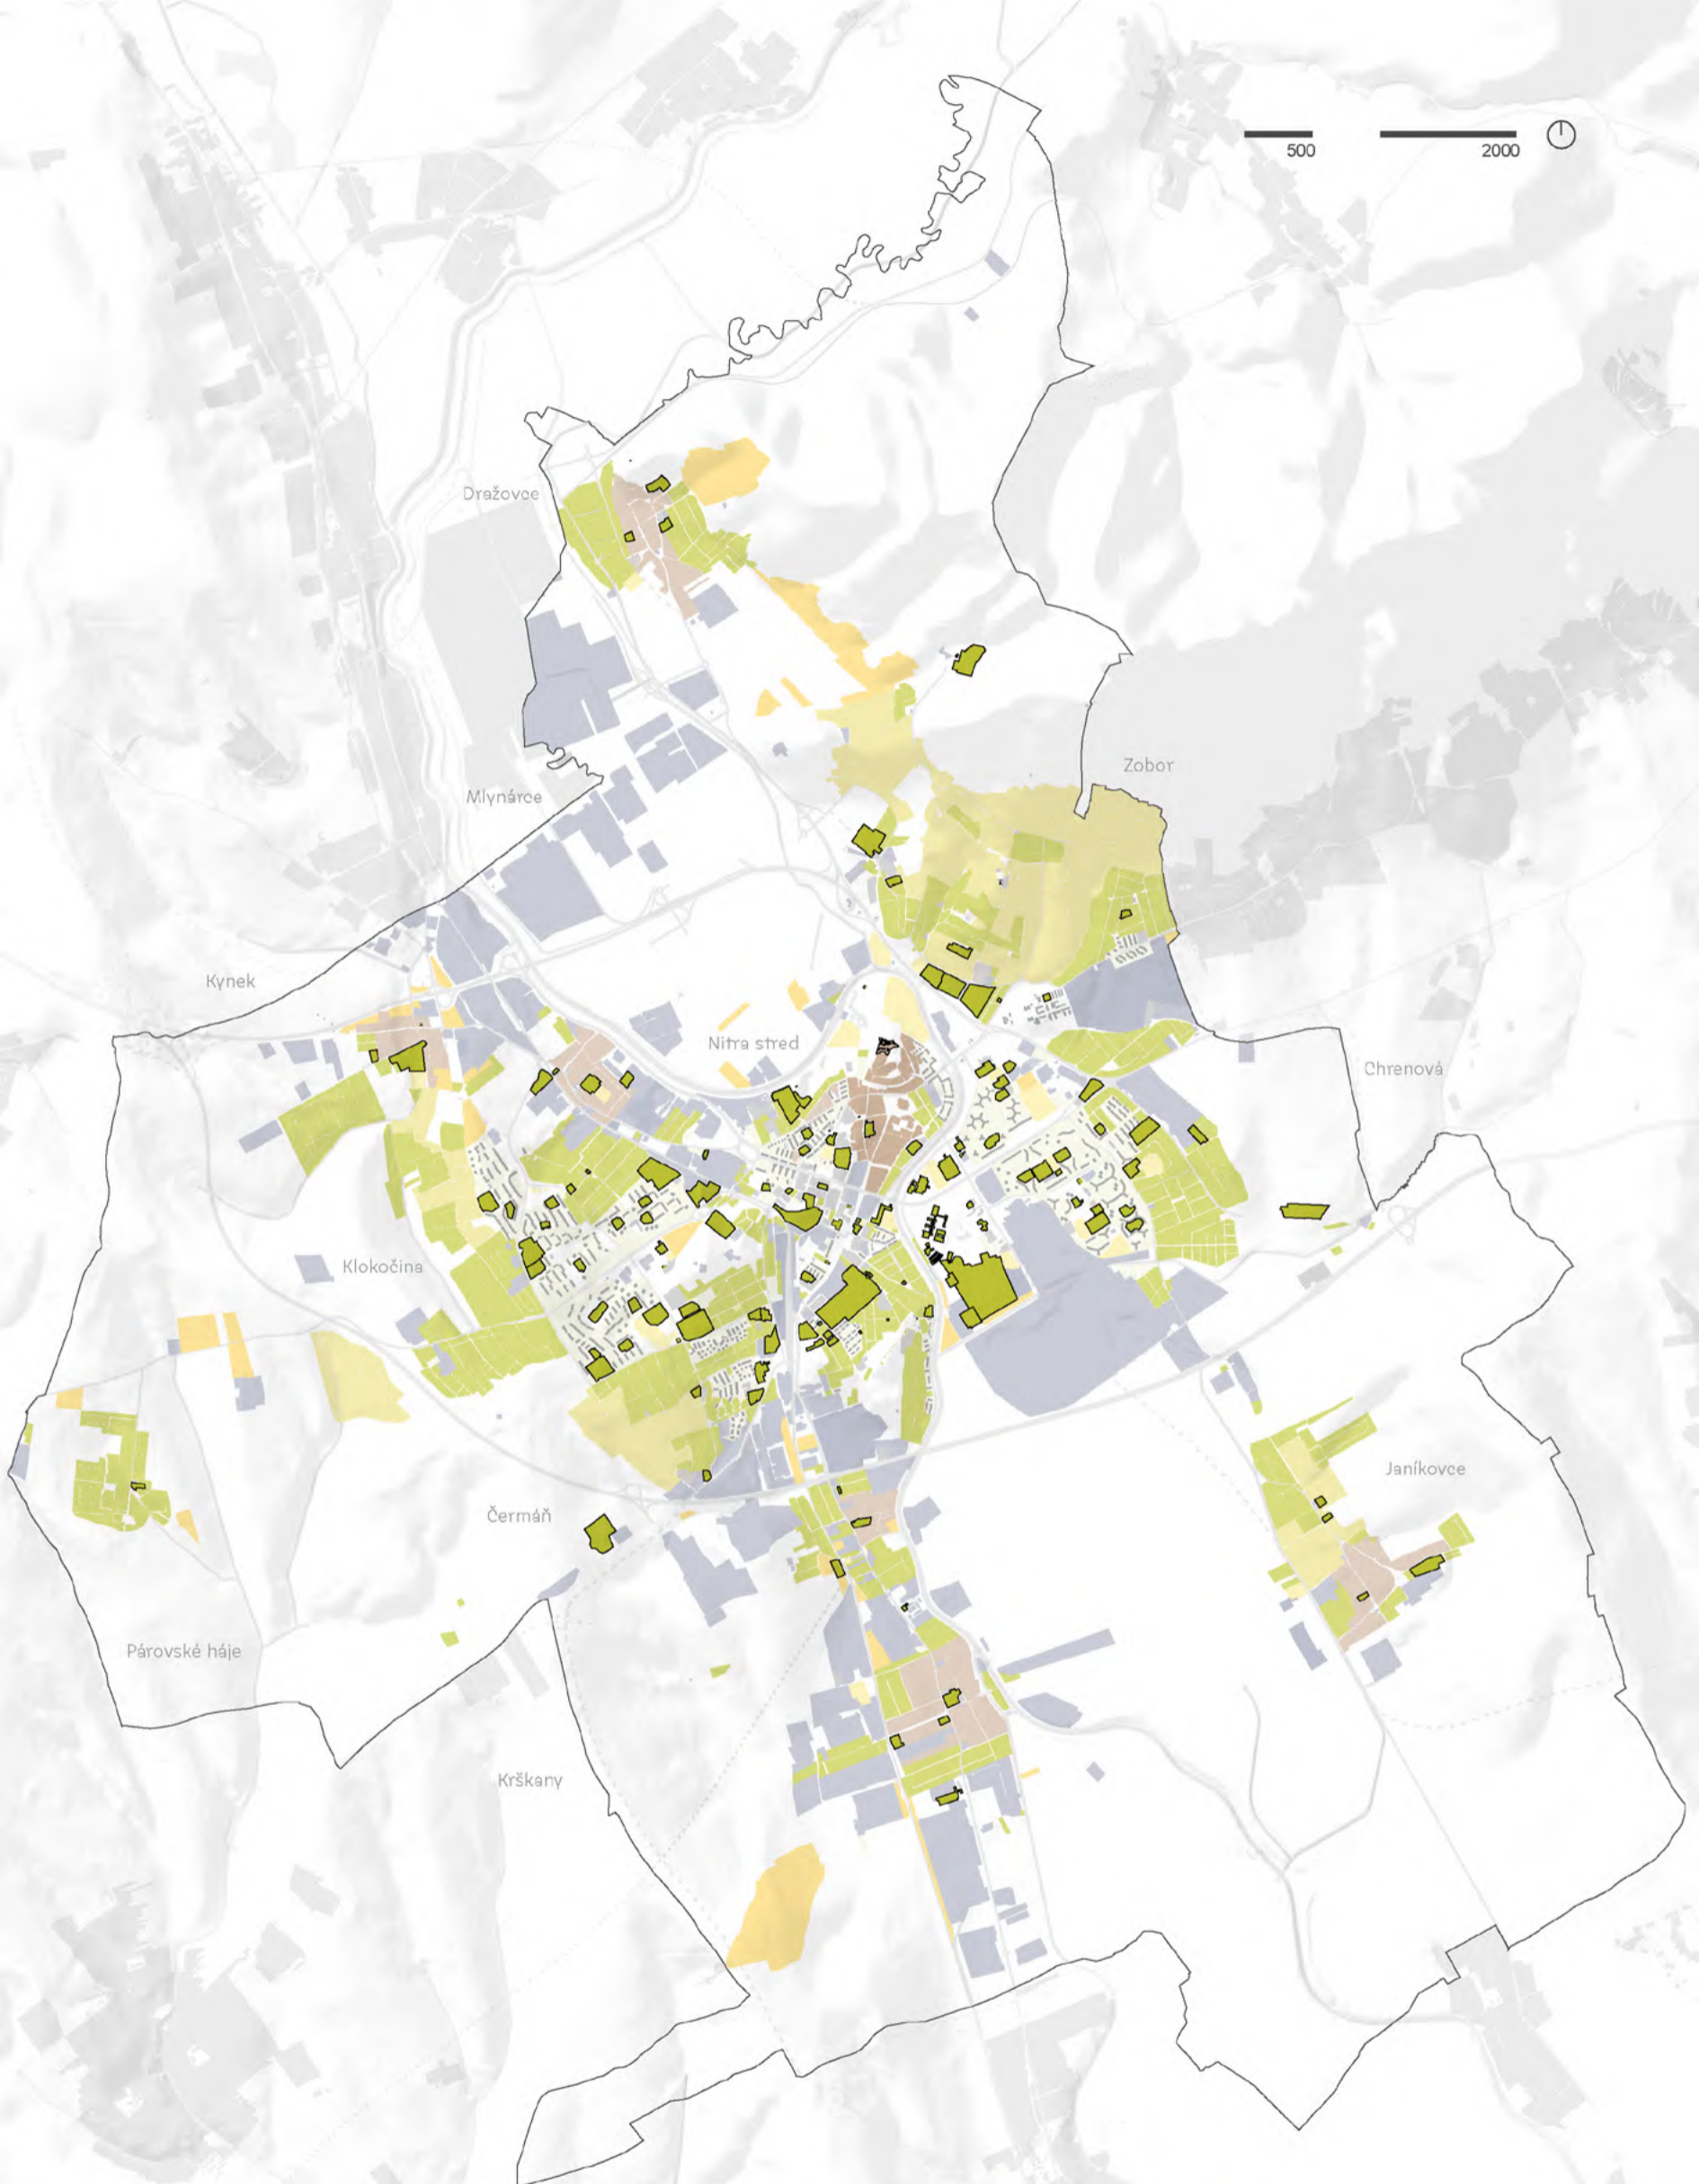 500
2000
Dražovce
Zobor
Mlynárce
Kynek
Nitra stred
Chrenová
Klokočina
Janíkovce
Čermáň
Párovské háje
Krškany